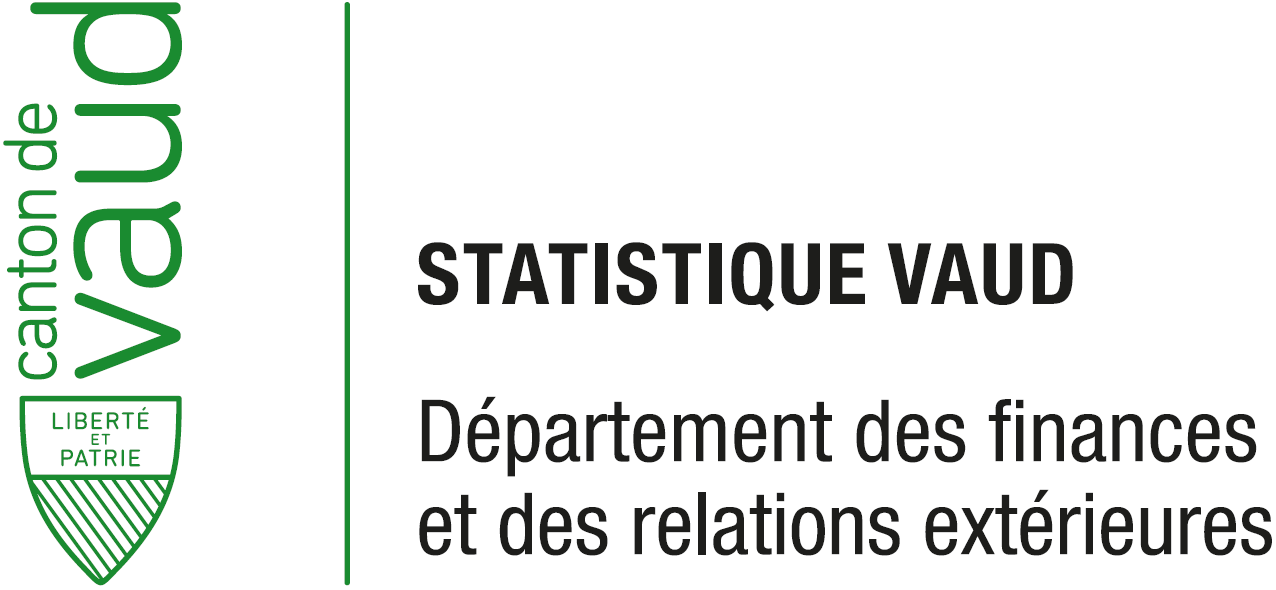 canton de
vaud
LIBERTÉ
ET
PATRIE
STATISTIQUE VAUD
Département des finances
et des relations extérieures